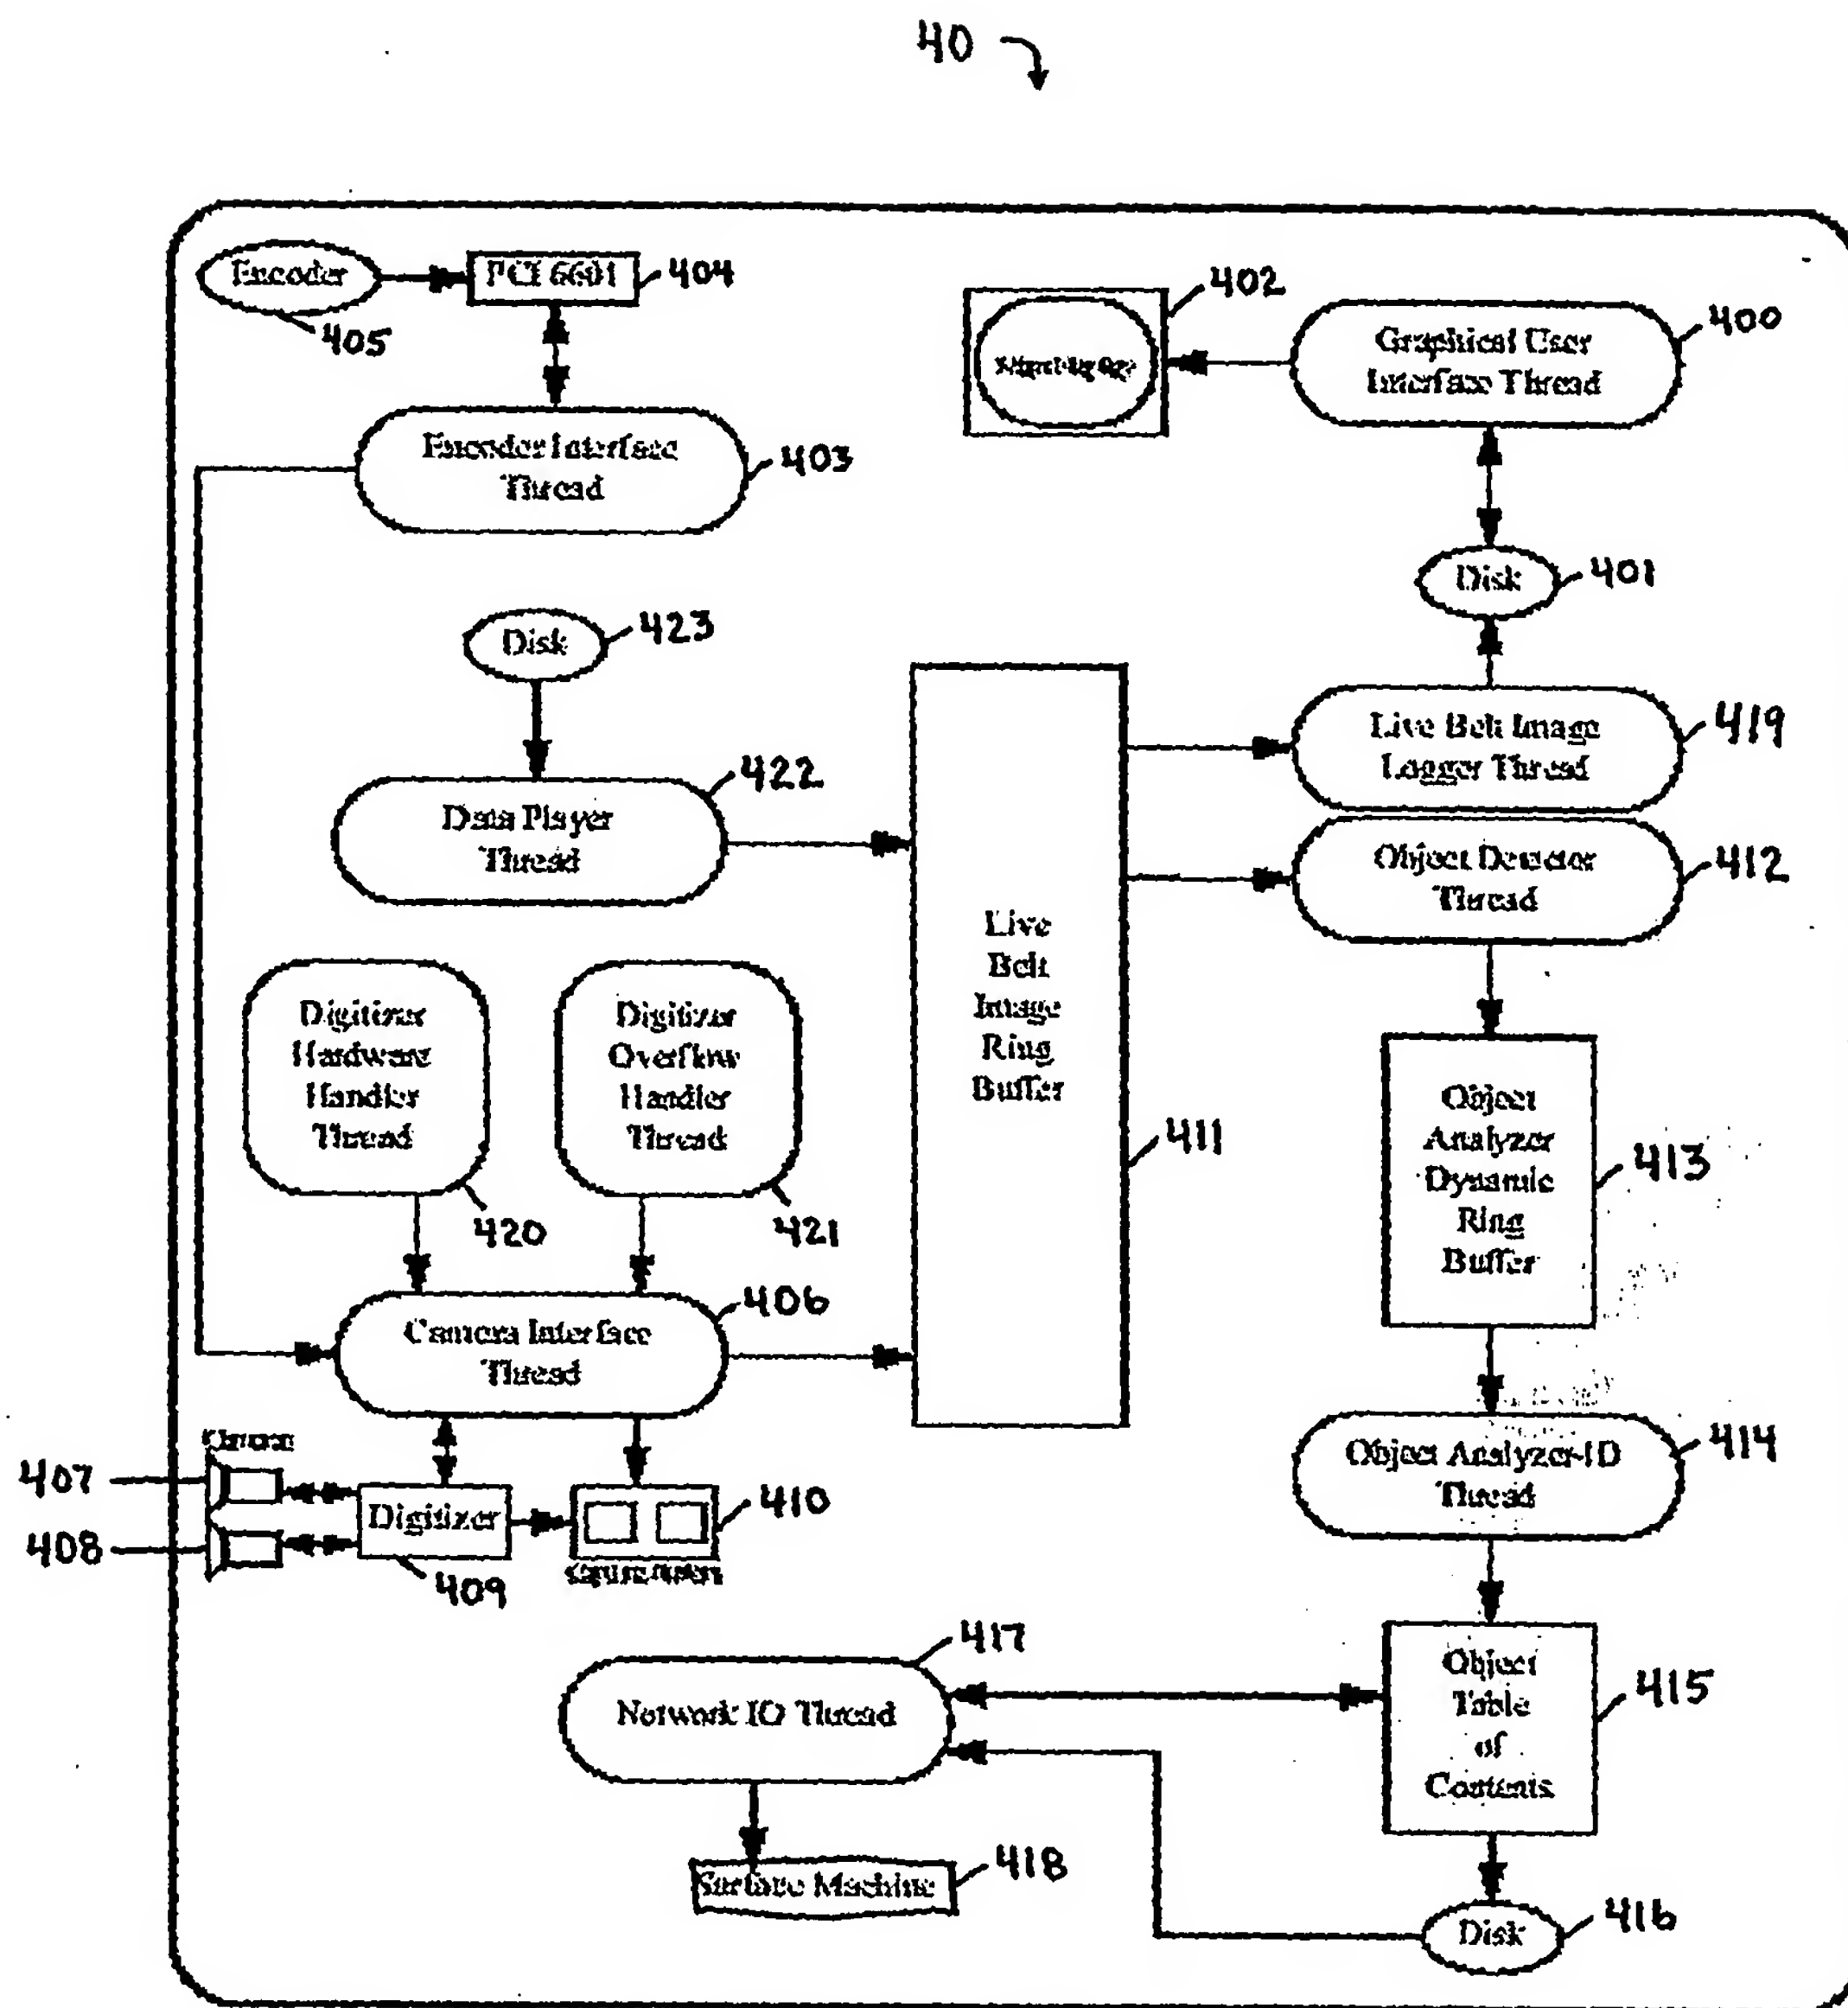 40
Encoder
405
PCI 6601
404
402
Graphical User
Interface Thread
400
Encoder Interface
Thread
403
Disk
401
Disk
423
Live Belt Image
Logger Thread
419
Data Player
Thread
422
Object Detector
Thread
412
Live
Belt
Image
Ring
Buffer
411
Digitizer
Hardware
Handler
Thread
420
Digitizer
Overflow
Handler
Thread
421
Object
Analyzer
Dynamic
Ring
Buffer
413
Camera Interface
Thread
406
Cameras
407
408
Digitizer
409
410
Capture Buffers
Object Analyzer-ID
Thread
414
Network IO Thread
417
Object
Table
of
Contents
415
Surface Machine
418
Disk
416